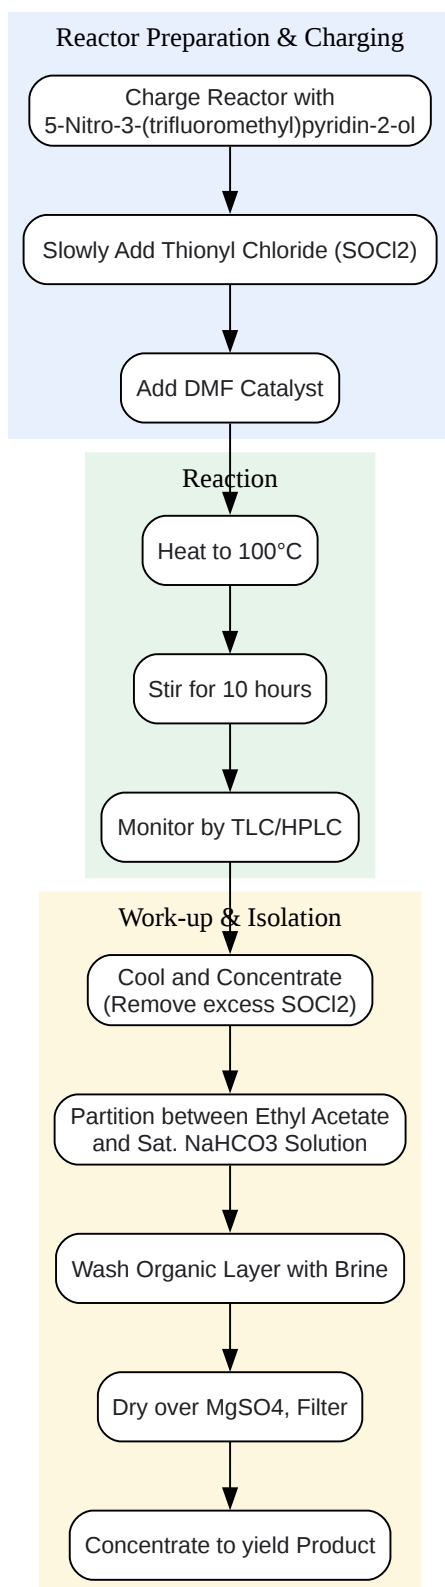 Reactor Preparation & Charging
Charge Reactor with
5-Nitro-3-(trifluoromethyl)pyridin-2-ol
Slowly Add Thionyl Chloride (SOCl2)
Add DMF Catalyst
Reaction
Heat to 100°C
Stir for 10 hours
Monitor by TLC/HPLC
Work-up & Isolation
Cool and Concentrate
(Remove excess SOCl2)
Partition between Ethyl Acetate
and Sat. NaHCO3 Solution
Wash Organic Layer with Brine
Dry over MgSO4, Filter
Concentrate to yield Product